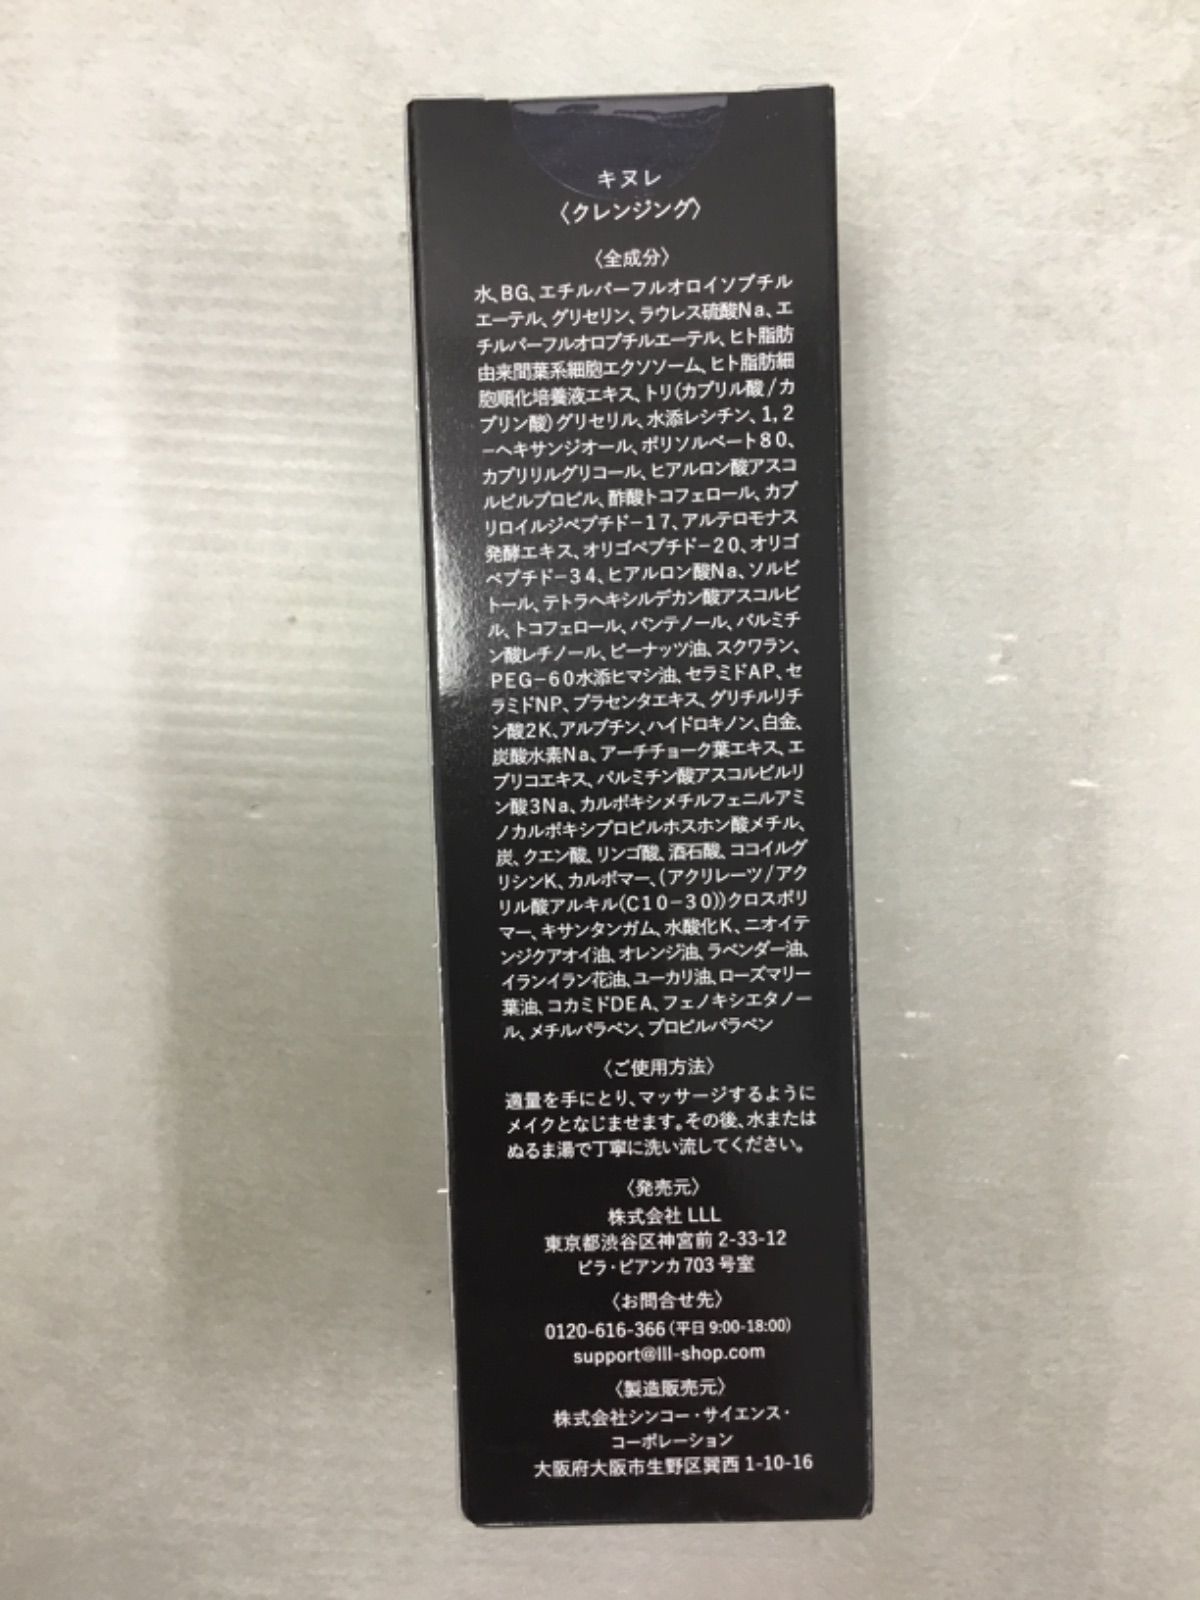 キヌレ
〈クレンジング〉
〈全成分〉
水、BG、エチルパーフルオロイソブチル
エーテル、グリセリン、ラウレス硫酸Na、エ
チルパーフルオロブチルエーテル、ヒト脂肪
由来間葉系細胞エクソソーム、ヒト脂肪細
胞順化培養液エキス、トリ(カプリル酸/カ
プリン酸)グリセリル、水添レシチン、1,2
-ヘキサンジオール、ポリソルベート80、
カプリリルグリコール、ヒアルロン酸アスコ
ルビルプロピル、酢酸トコフェロール、カプ
リロイルジペプチド-17、アルテロモナス
発酵エキス、オリゴペプチド-20、オリゴ
ペプチド-34、ヒアルロン酸Na、ソルビ
トール、テトラヘキシルデカン酸アスコルビ
ル、トコフェロール、パンテノール、パルミチ
ン酸レチノール、ピーナッツ油、スクワラン、
PEG-60水添ヒマシ油、セラミドAP、セ
ラミドNP、プラセンタエキス、グリチルリチ
ン酸2K、アルブチン、ハイドロキノン、白金、
炭酸水素Na、アーチチョーク葉エキス、エ
プリコエキス、パルミチン酸アスコルビルリ
ン酸3Na、カルボキシメチルフェニルアミ
ノカルボキシプロピルホスホン酸メチル、
炭、クエン酸、リンゴ酸、酒石酸、ココイルグ
リシンK、カルボマー、(アクリレーツ/アク
リル酸アルキル(C10-30))クロスポリ
マー、キサンタンガム、水酸化K、ニオイテ
ンジクアオイ油、オレンジ油、ラベンダー油、
イランイラン花油、ユーカリ油、ローズマリー
葉油、コカミドDEA、フェノキシエタノー
ル、メチルパラベン、プロピルパラベン
〈ご使用方法〉
適量を手にとり、マッサージするように
メイクとなじませます。その後、水または
ぬるま湯で丁寧に洗い流してください。
〈発売元〉
株式会社 LLL
東京都渋谷区神宮前 2-33-12
ビラ・ビアンカ703号室
〈お問合せ先〉
0120-616-366（平日 9:00-18:00）
support@lll-shop.com
〈製造販売元〉
株式会社シンコー・サイエンス・
コーポレーション
大阪府大阪市生野区巽西 1-10-16